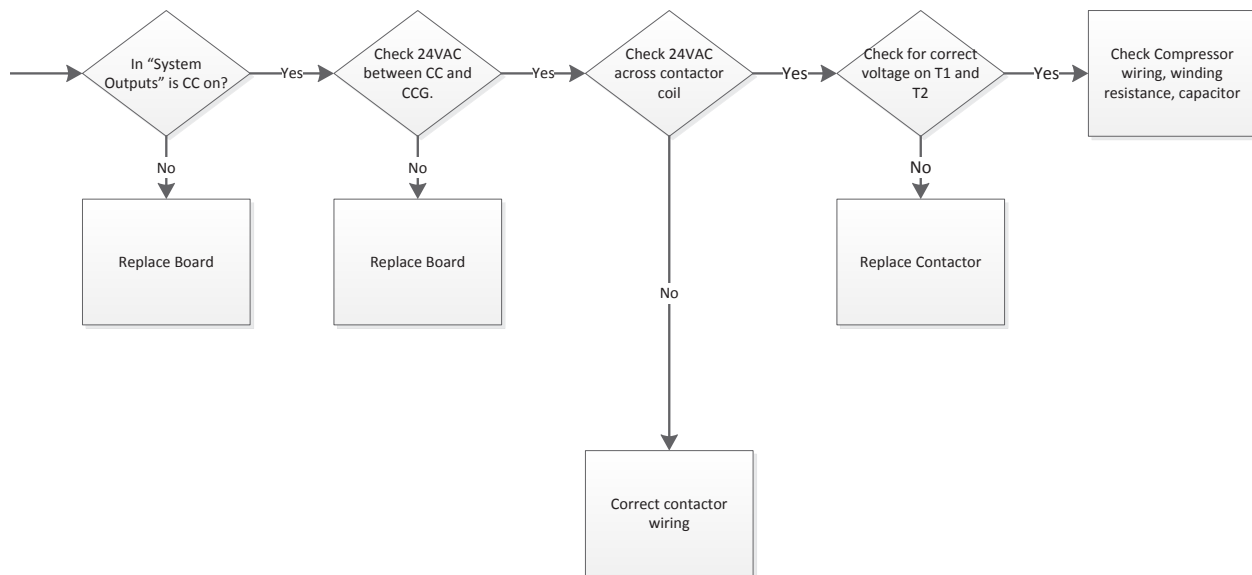 In “System
Outputs” is CC on?
Yes
Check 24VAC
between CC and
CCG.
Yes
Check 24VAC
across contactor
coil
Yes
Check for correct
voltage on T1 and
T2
Yes
Check Compressor
wiring, winding
resistance, capacitor
No
No
No
Replace Board
Replace Board
Replace Contactor
No
Correct contactor
wiring